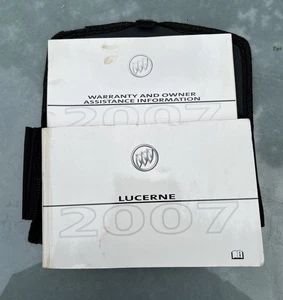 WARRANTY AND OWNER
ASSISTANCE INFORMATION
2007
LUCERNE
2007